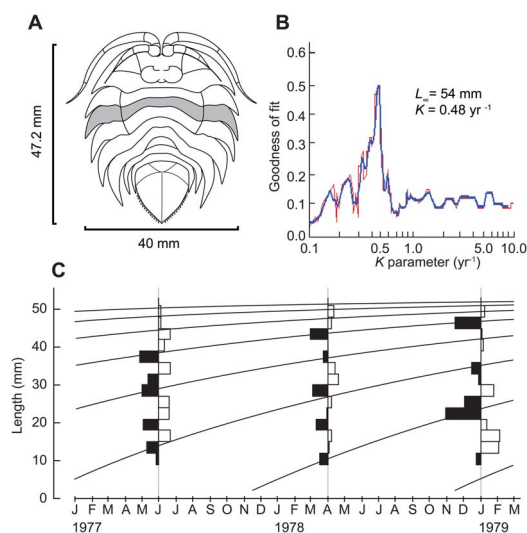 A
47.2 mm
40 mm
B
Goodness of fit
0.6
0.5
0.3
0.2
0.1
0.0
L∞= 54 mm
K = 0.48 yr -1
0.1 0.5 1.0 5.0 10.0
K parameter (yr-1)
C
Length (mm)
50
40
30
20
10
0
J F M A M J J A S O N D J F M A M J J A S O N D J F M
1977 1978 1979